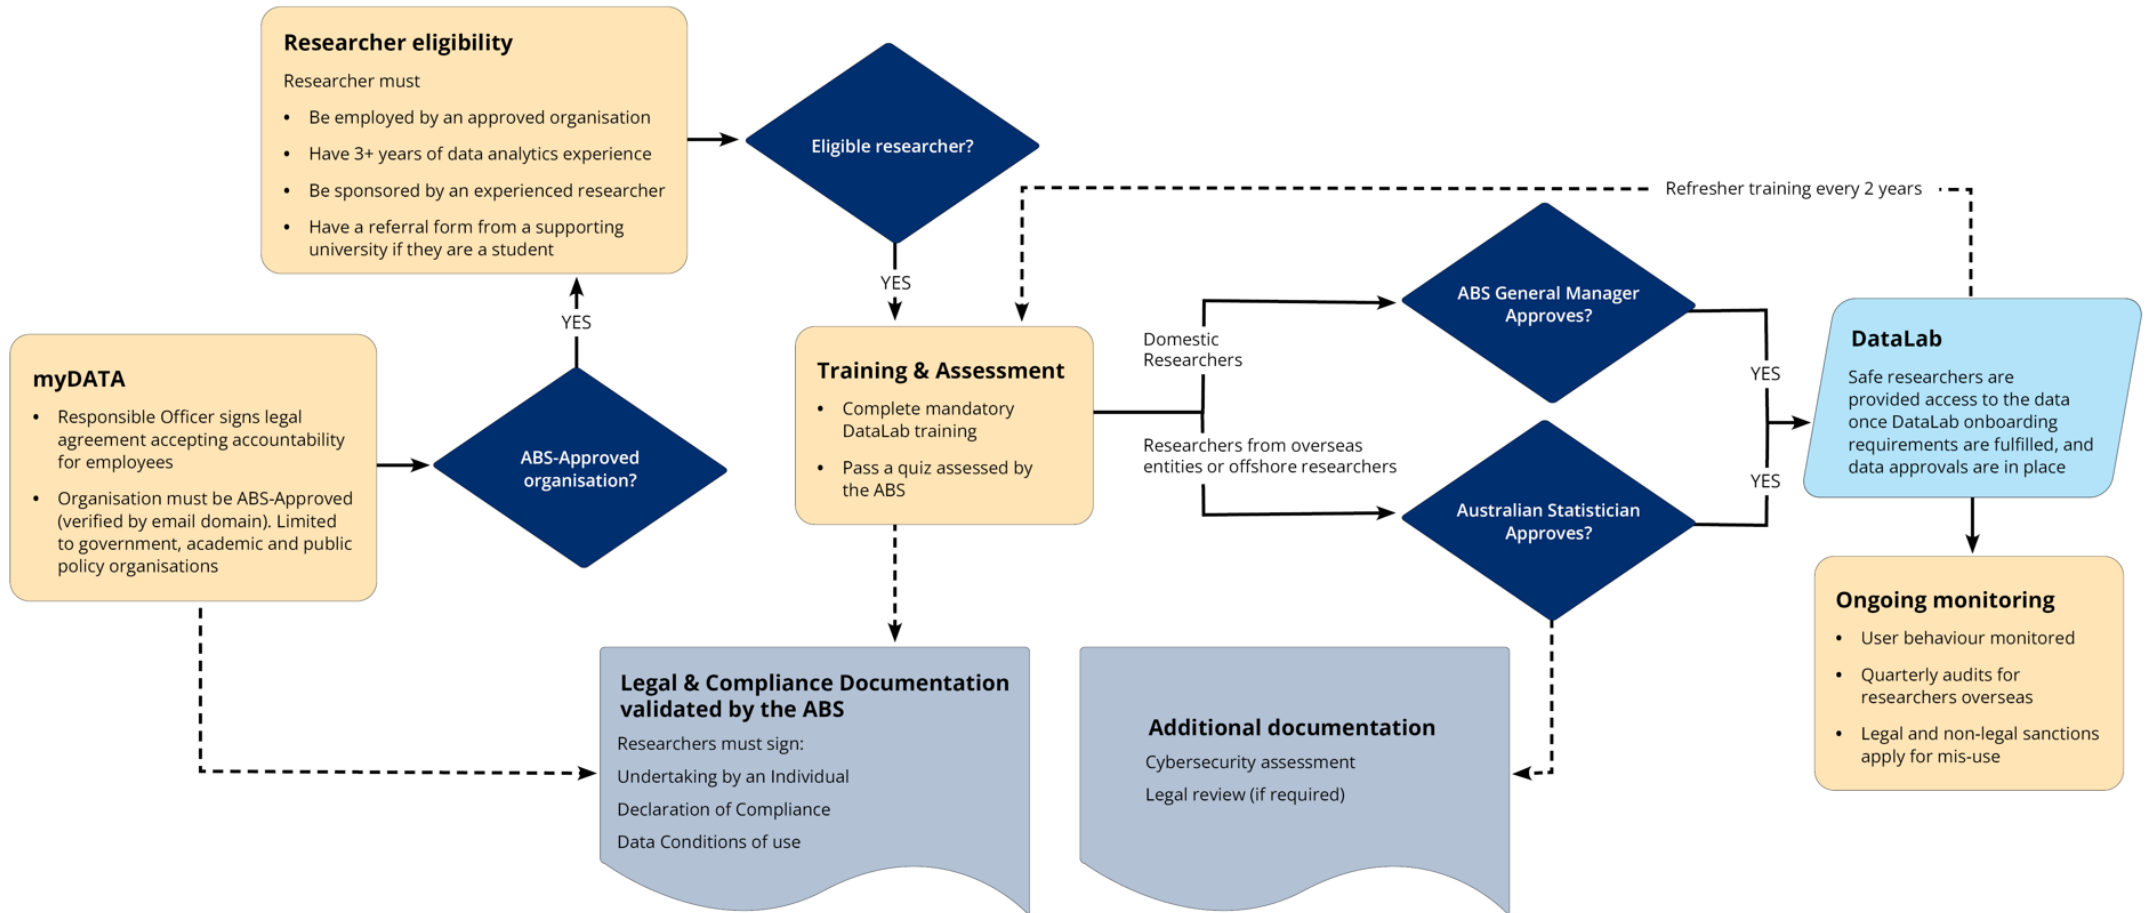 Researcher eligibility
Researcher must
• Be employed by an approved organisation
• Have 3+ years of data analytics experience
• Be sponsored by an experienced researcher
• Have a referral form from a supporting
university if they are a student
Eligible researcher?
YES
YES
myDATA
• Responsible Officer signs legal
agreement accepting accountability
for employees
• Organisation must be ABS-Approved
(verified by email domain). Limited
to government, academic and public
policy organisations
ABS-Approved
organisation?
Training & Assessment
• Complete mandatory
DataLab training
• Pass a quiz assessed by
the ABS
Refresher training every 2 years
Domestic
Researchers
Researchers from overseas
entities or offshore researchers
ABS General Manager
Approves?
Australian Statistician
Approves?
YES
YES
DataLab
Safe researchers are
provided access to the data
once DataLab onboarding
requirements are fulfilled, and
data approvals are in place
Ongoing monitoring
• User behaviour monitored
• Quarterly audits for
researchers overseas
• Legal and non-legal sanctions
apply for mis-use
Legal & Compliance Documentation
validated by the ABS
Researchers must sign:
Undertaking by an Individual
Declaration of Compliance
Data Conditions of use
Additional documentation
Cybersecurity assessment
Legal review (if required)